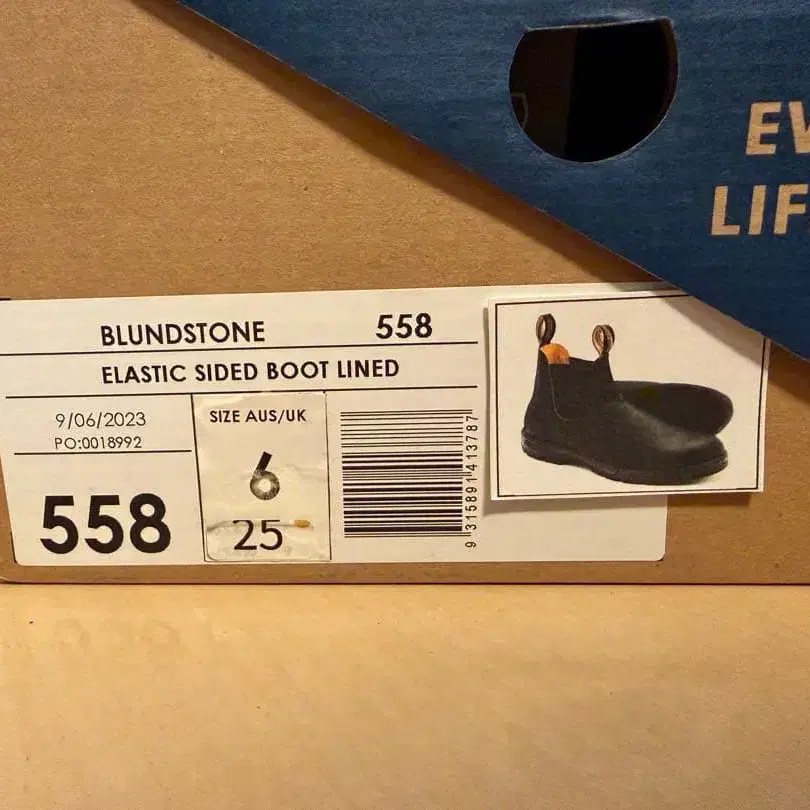 EV
LIF
BLUNDSTONE 558
ELASTIC SIDED BOOT LINED
9/06/2023
PO:0018992
558
SIZE AUS/UK
6
25
9 315891 413787